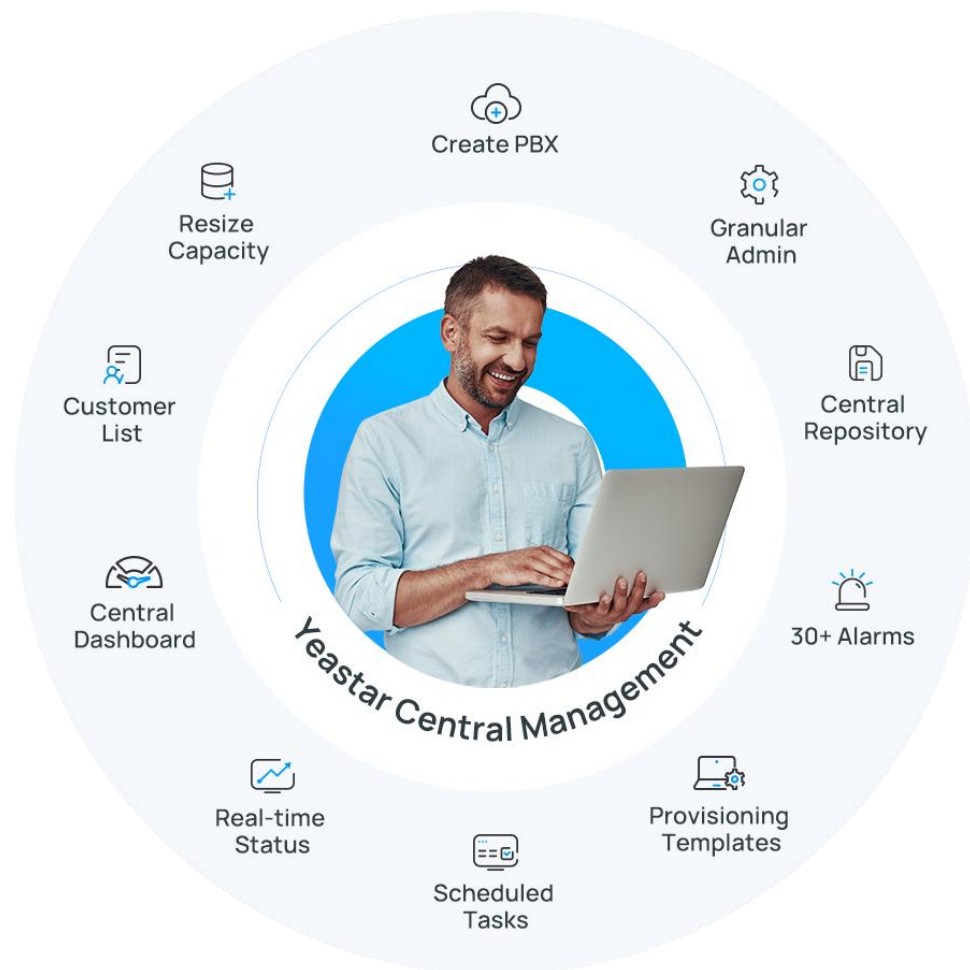 Create PBX
Resize
Capacity
Granular
Admin
Customer
List
Central
Repository
Central
Dashboard
30+ Alarms
Yeastar Central Management
Real-time
Status
Provisioning
Templates
Scheduled
Tasks